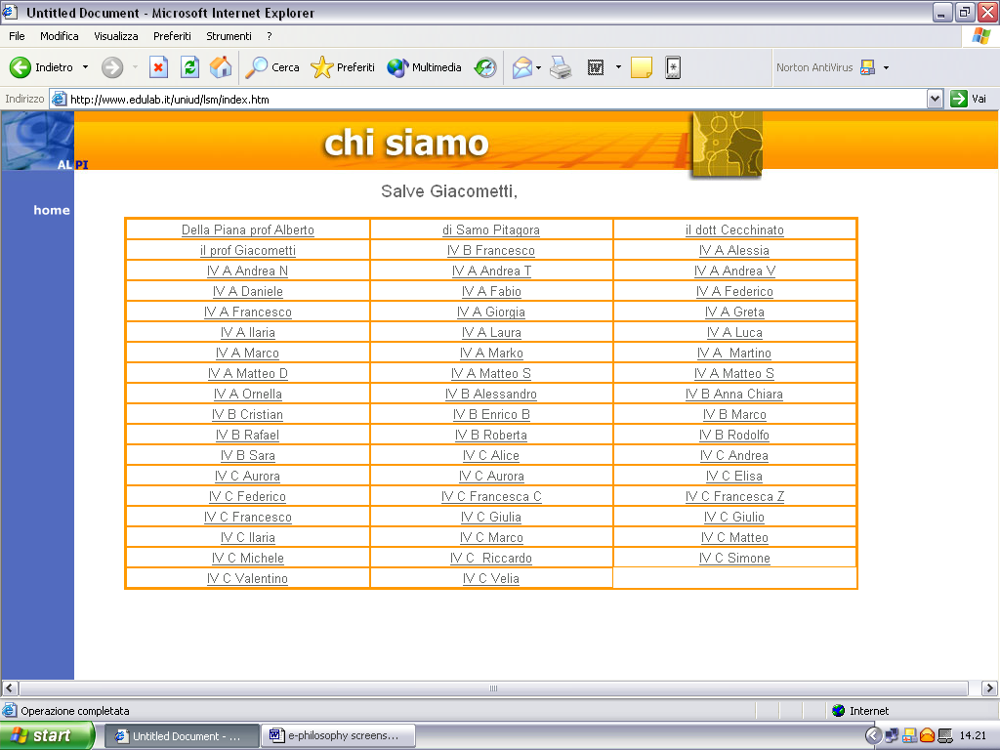 Untitled Document - Microsoft Internet Explorer
File Modifica Visualizza Preferiti Strumenti ?
Indietro Cerca Preferiti Multimedia Norton AntiVirus
Indirizzo http://www.edulab.it/uniud/lsm/index.htm Vai
chi siamo
AL PI
Salve Giacometti,
home
Della Piana prof Alberto di Samo Pitagora il dott Cecchinato
il prof Giacometti IV B Francesco IV A Alessia
IV A Andrea N IV A Andrea T IV A Andrea V
IV A Daniele IV A Fabio IV A Federico
IV A Francesco IV A Giorgia IV A Greta
IV A Ilaria IV A Laura IV A Luca
IV A Marco IV A Marko IV A  Martino
IV A Matteo D IV A Matteo S IV A Matteo S
IV A Ornella IV B Alessandro IV B Anna Chiara
IV B Cristian IV B Enrico B IV B Marco
IV B Rafael IV B Roberta IV B Rodolfo
IV B Sara IV C Alice IV C Andrea
IV C Aurora IV C Aurora IV C Elisa
IV C Federico IV C Francesca C IV C Francesca Z
IV C Francesco IV C Giulia IV C Giulio
IV C Ilaria IV C Marco IV C Matteo
IV C Michele IV C  Riccardo IV C Simone
IV C Valentino IV C Velia
Operazione completata Internet
start Untitled Document - ... e-philosophy screens... 14.21